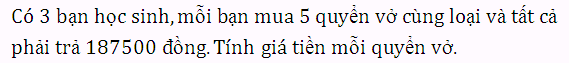 Có 3 bạn học sinh, mỗi bạn mua 5 quyển vở cùng loại và tất cả
phải trả 187500 đồng. Tính giá tiền mỗi quyển vở.